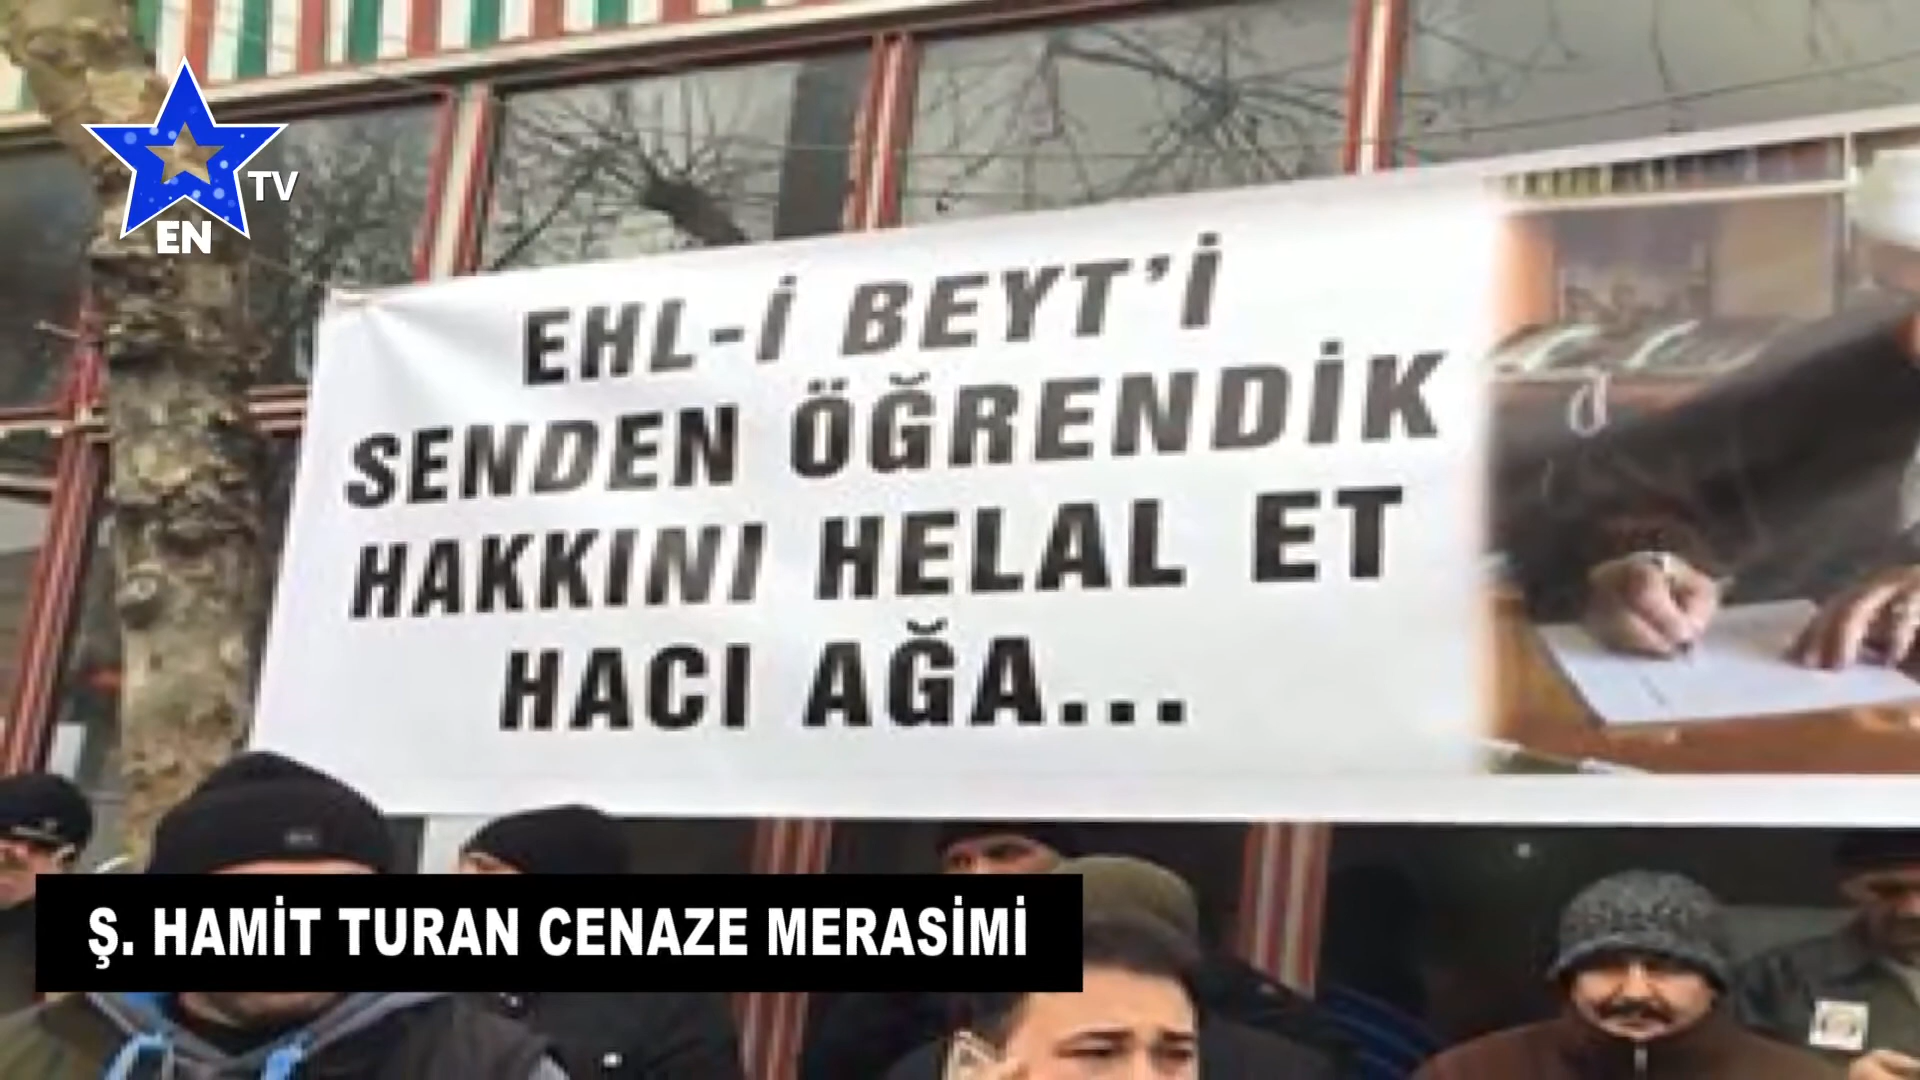 TV
EN
EHL-İ BEYT'İ
SENDEN ÖĞRENDİK
HAKKINI HELAL ET
HACI AĞA...
Ş. HAMİT TURAN CENAZE MERASİMİ